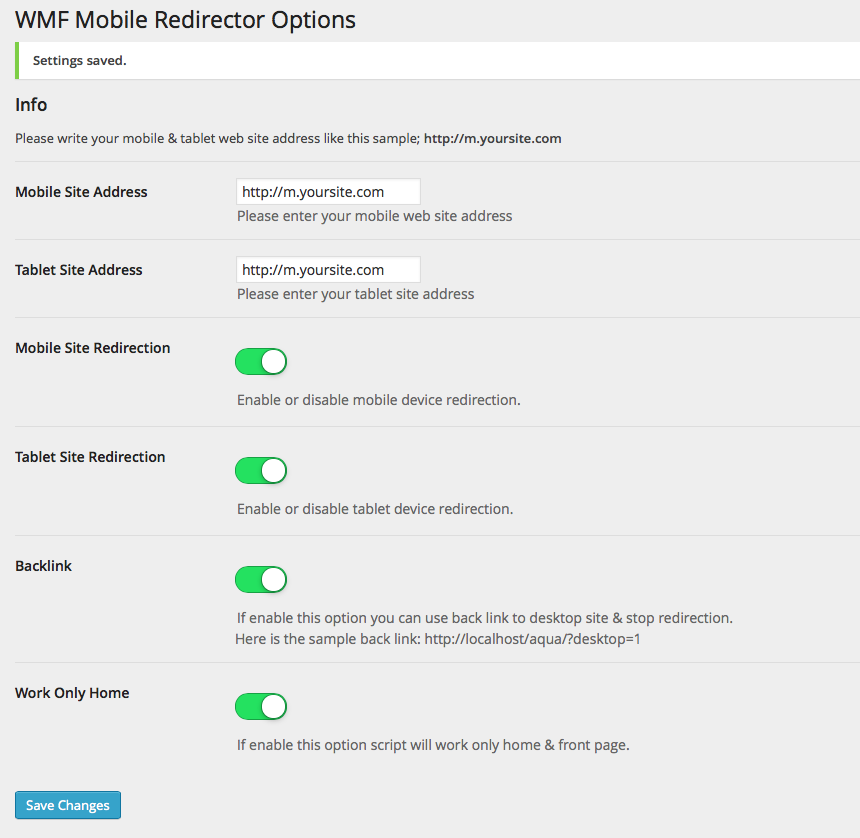 WMF Mobile Redirector Options
Settings saved.
Info
Please write your mobile & tablet web site address like this sample; http://m.yoursite.com
Mobile Site Address
http://m.yoursite.com
Please enter your mobile web site address
Tablet Site Address
http://m.yoursite.com
Please enter your tablet site address
Mobile Site Redirection
Enable or disable mobile device redirection.
Tablet Site Redirection
Enable or disable tablet device redirection.
Backlink
If enable this option you can use back link to desktop site & stop redirection.
Here is the sample back link: http://localhost/aqua/?desktop=1
Work Only Home
If enable this option script will work only home & front page.
Save Changes